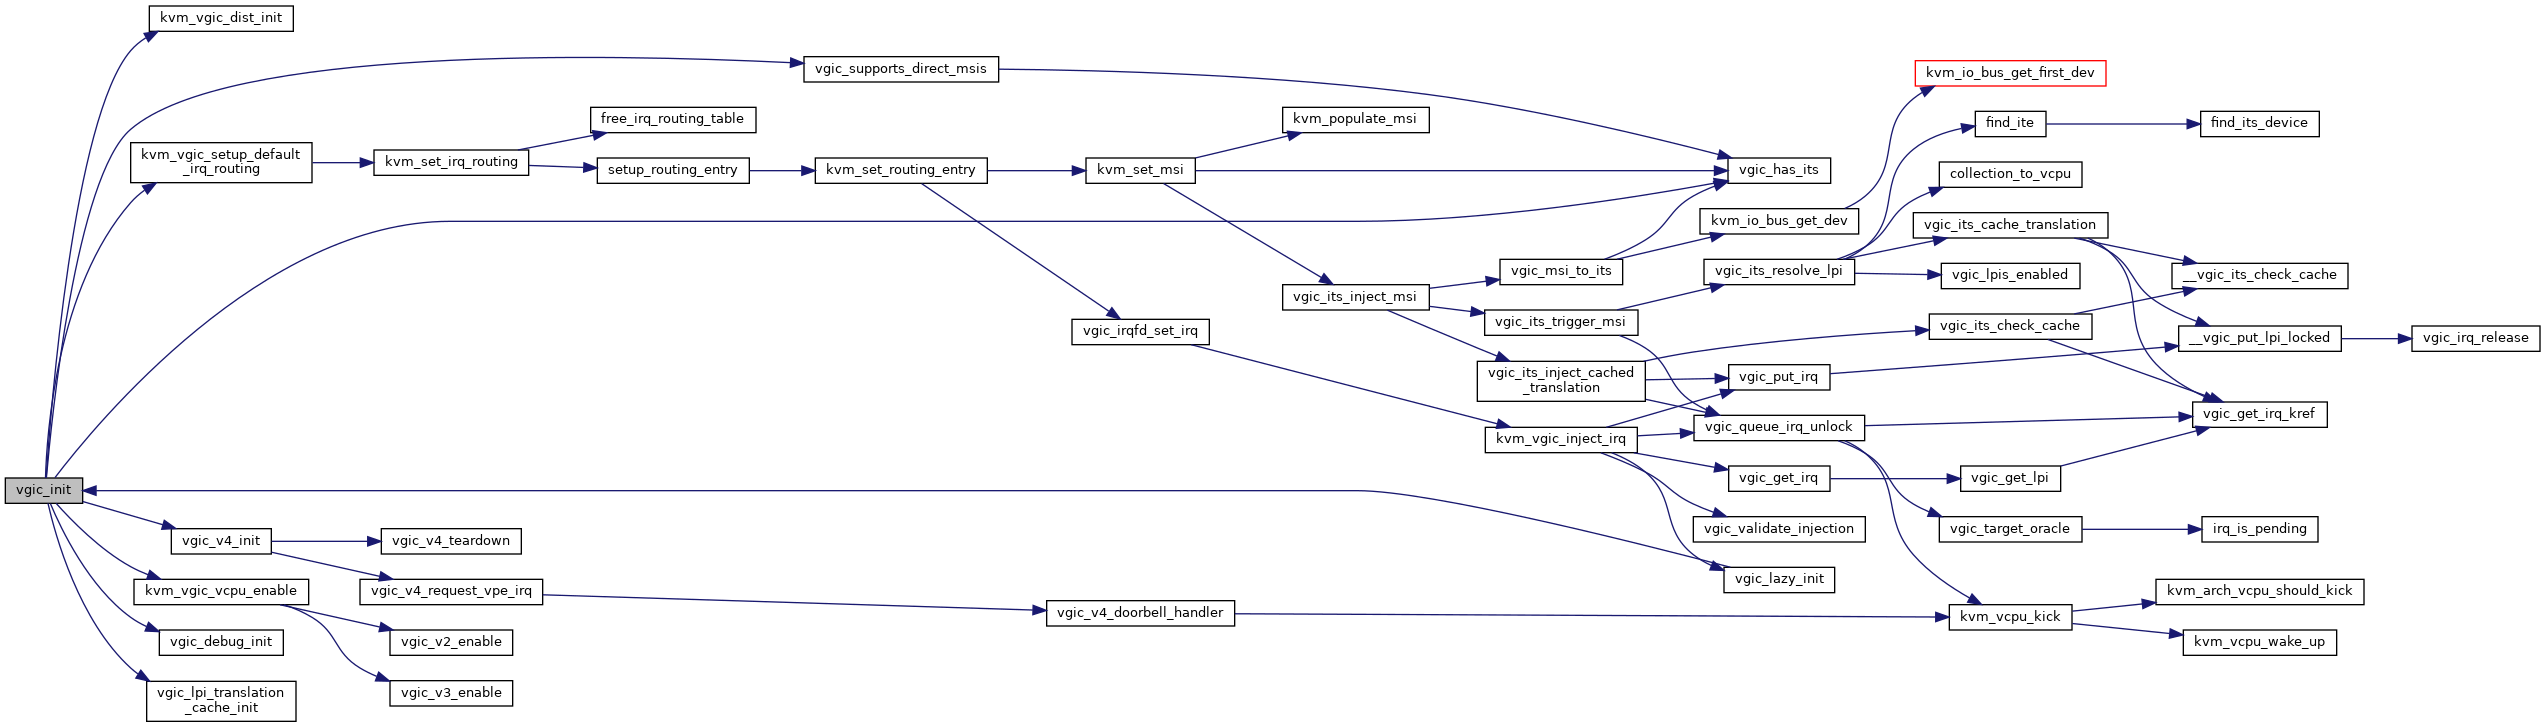 kvm_vgic_dist_init
vgic_supports_direct_msis
kvm_io_bus_get_first_dev
free_irq_routing_table
kvm_populate_msi
find_ite
find_its_device
kvm_vgic_setup_default
_irq_routing
kvm_set_irq_routing
setup_routing_entry
kvm_set_routing_entry
kvm_set_msi
vgic_has_its
collection_to_vcpu
kvm_io_bus_get_dev
vgic_its_cache_translation
vgic_msi_to_its
vgic_its_resolve_lpi
vgic_lpis_enabled
__vgic_its_check_cache
vgic_its_inject_msi
vgic_irqfd_set_irq
vgic_its_trigger_msi
vgic_its_check_cache
__vgic_put_lpi_locked
vgic_irq_release
vgic_its_inject_cached
_translation
vgic_put_irq
vgic_get_irq_kref
kvm_vgic_inject_irq
vgic_queue_irq_unlock
vgic_get_irq
vgic_get_lpi
vgic_init
vgic_validate_injection
vgic_target_oracle
irq_is_pending
vgic_v4_init
vgic_v4_teardown
vgic_lazy_init
kvm_vgic_vcpu_enable
vgic_v4_request_vpe_irq
vgic_v4_doorbell_handler
kvm_vcpu_kick
kvm_arch_vcpu_should_kick
vgic_debug_init
vgic_v2_enable
kvm_vcpu_wake_up
vgic_lpi_translation
_cache_init
vgic_v3_enable